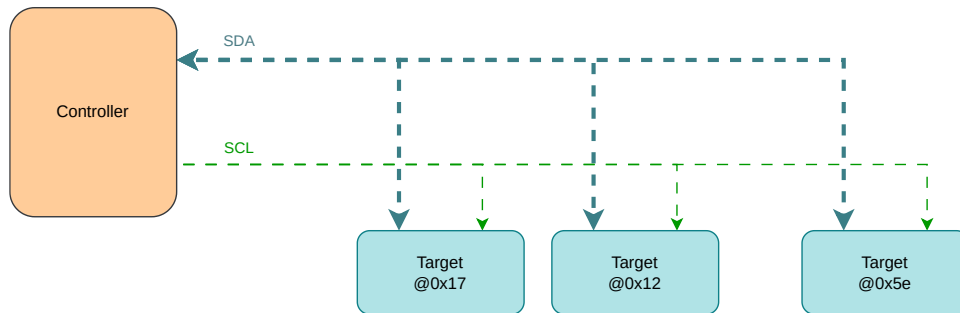 SDA
Controller
SCL
Target
@0x17
Target
@0x12
Target
@0x5e